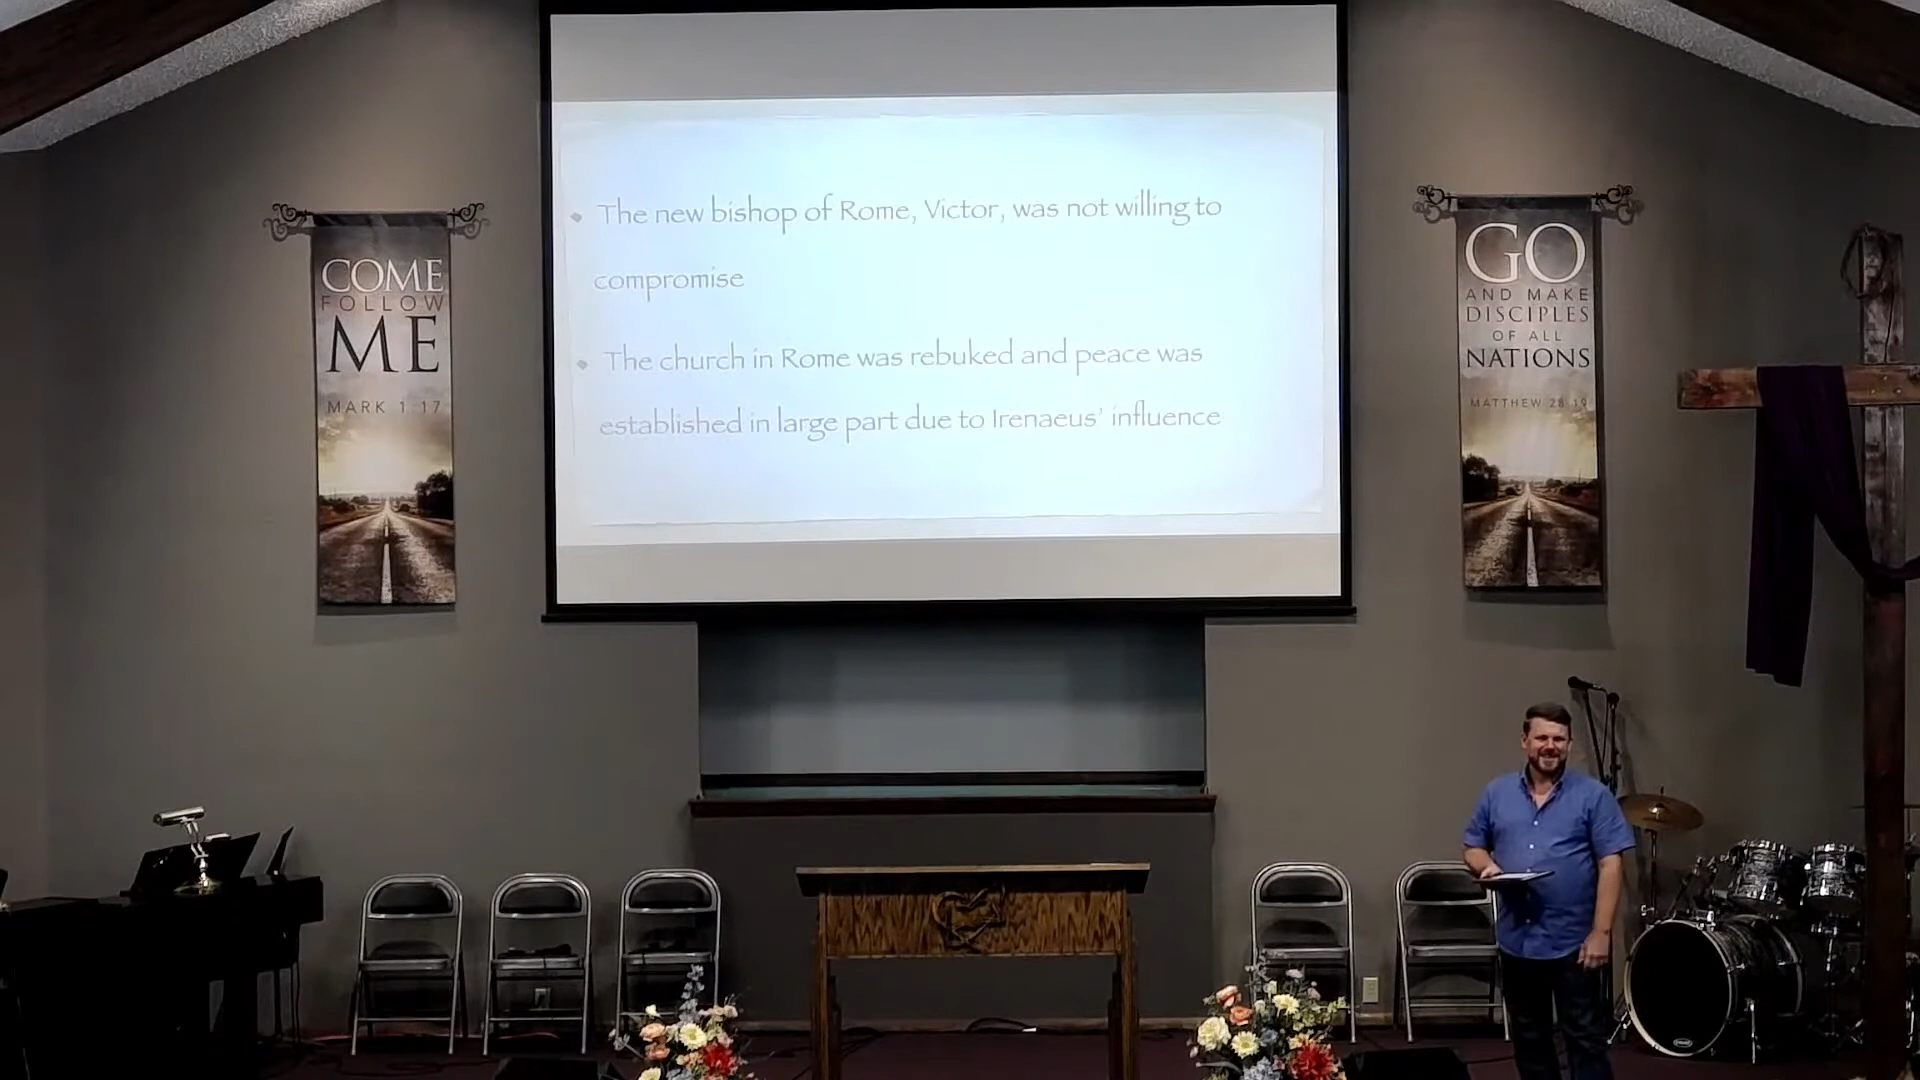 The new bishop of Rome, Victor, was not willing to
compromise
The church in Rome was rebuked and peace was
established in large part due to Irenaeus' influence
COME
FOLLOW
ME
MARK 1:17
GO
AND MAKE
DISCIPLES
OF ALL
NATIONS
MATTHEW 28:19